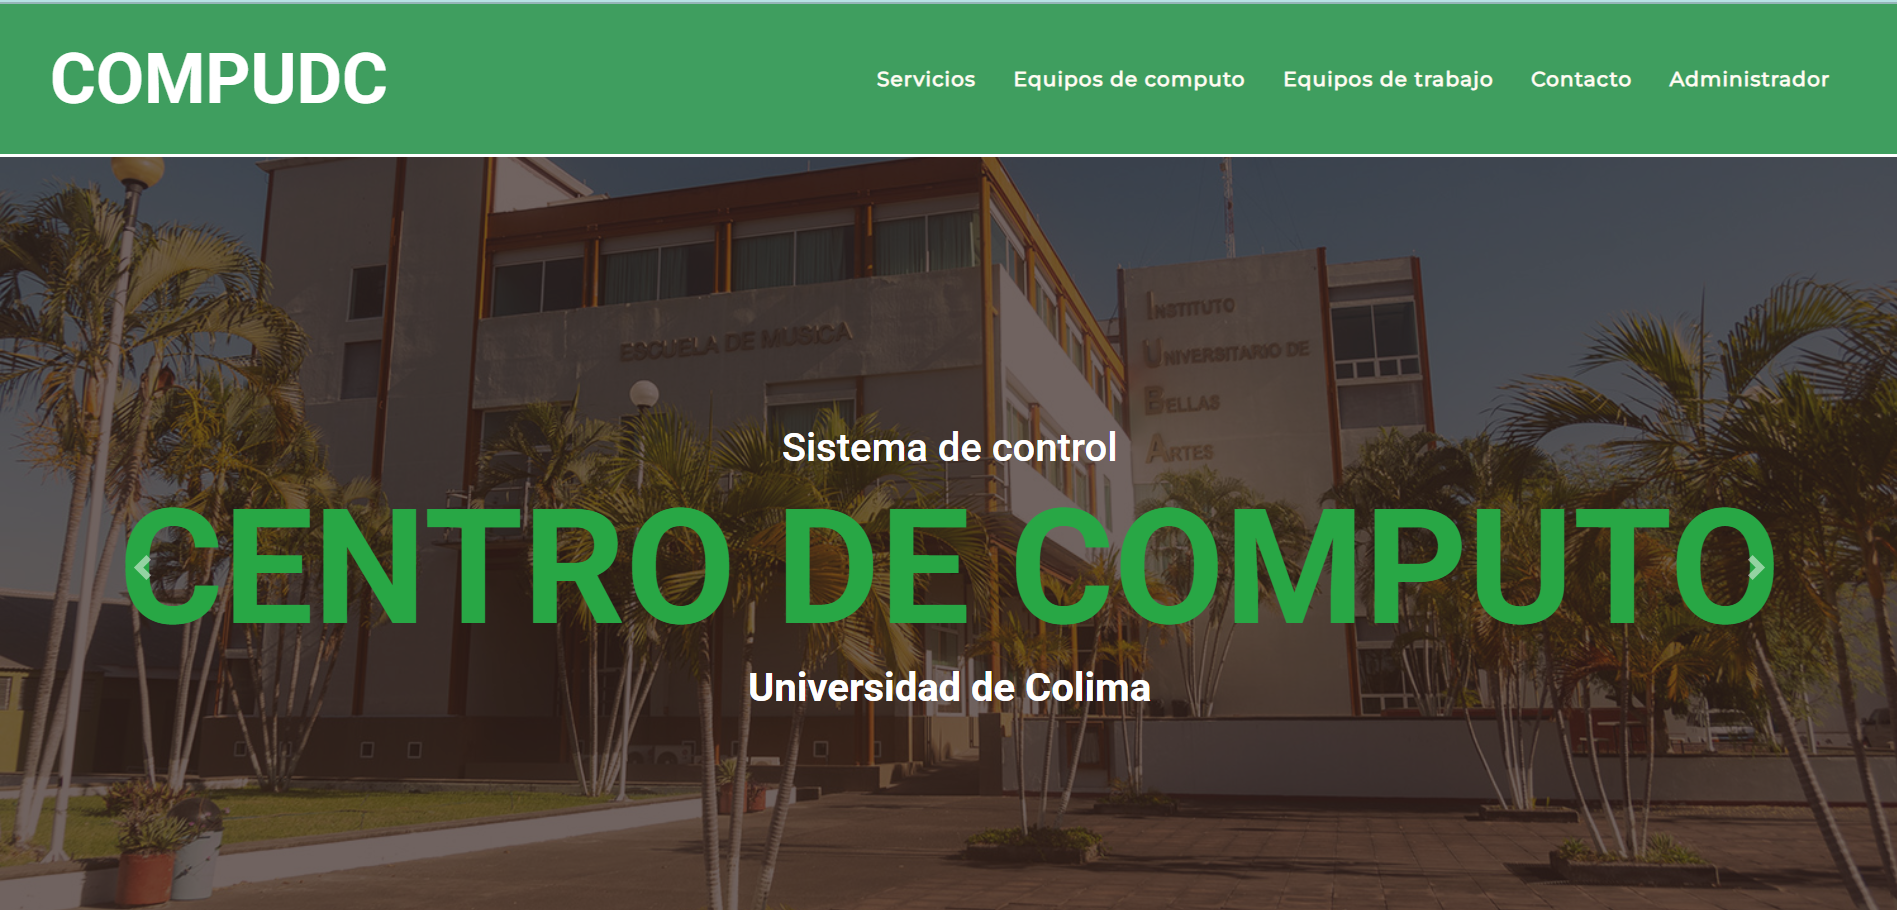 COMPUDC
Servicios Equipos de computo Equipos de trabajo Contacto Administrador
ESCUELA DE MUSICA
INSTITUTO
UNIVERSITARIO DE
BELLAS
ARTES
Sistema de control
CENTRO DE COMPUTO
Universidad de Colima